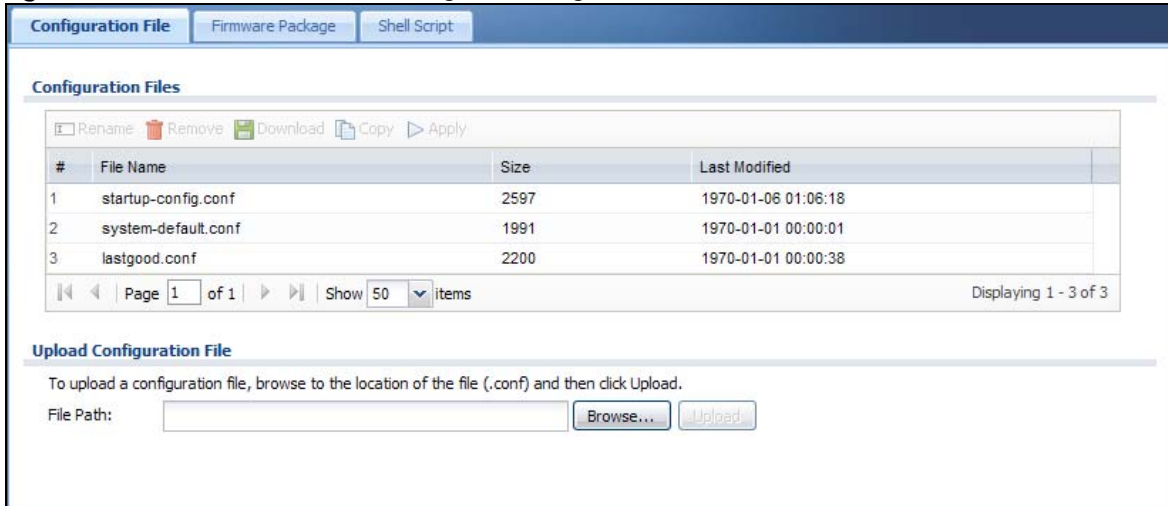 Configuration File Firmware Package Shell Script
Configuration Files
Rename Remove Download Copy Apply
# File Name Size Last Modified
1 startup-config.conf 2597 1970-01-06 01:06:18
2 system-default.conf 1991 1970-01-01 00:00:01
3 lastgood.conf 2200 1970-01-01 00:00:38
Page 1 of 1 Show 50 items Displaying 1 - 3 of 3
Upload Configuration File
To upload a configuration file, browse to the location of the file (.conf) and then click Upload.
File Path: Browse... Upload